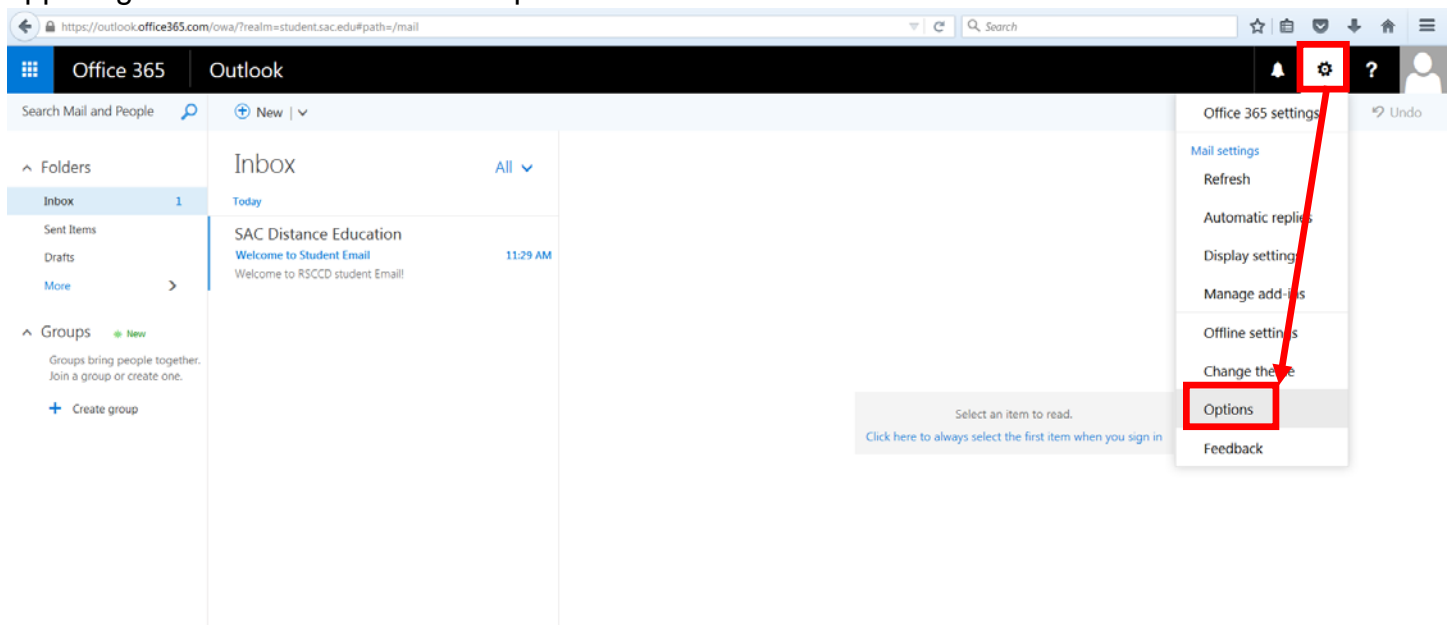 https://outlook.office365.com/owa/?realm=student.sac.edu#path=/mail
Search
Office 365
Outlook
?
Search Mail and People
New
Undo
Folders
Inbox 1
Sent Items
Drafts
More
Groups New
Groups bring people together.
Join a group or create one.
Create group
Inbox
All
Today
SAC Distance Education
Welcome to Student Email 11:29 AM
Welcome to RSCCD student Email!
Select an item to read.
Click here to always select the first item when you sign in
Office 365 settings
Mail settings
Refresh
Automatic replies
Display settings
Manage add-ins
Offline settings
Change theme
Options
Feedback